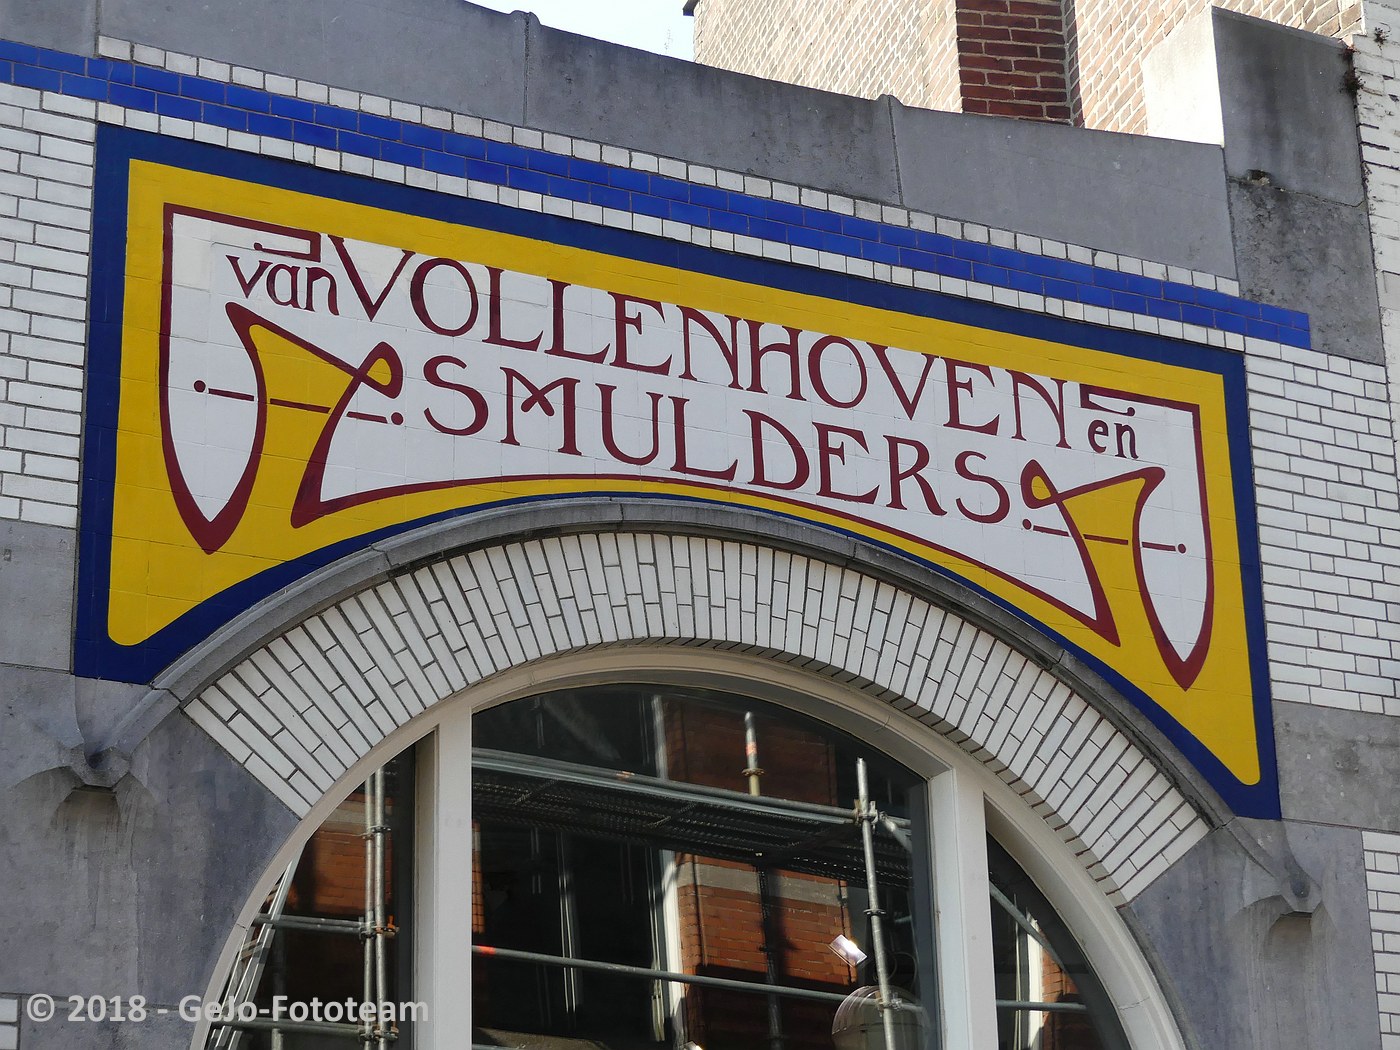 van VOLLENHOVEN en
SMULDERS
© 2018 - GeJo-Fototeam